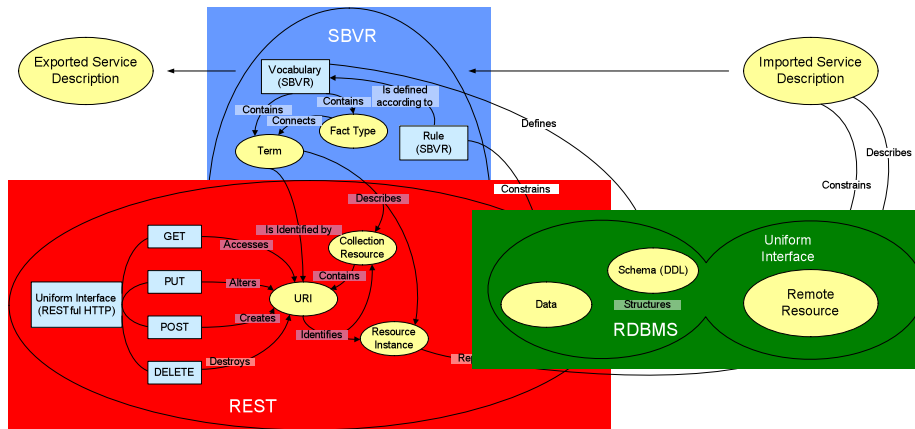 SBVR
Exported Service
Description
Imported Service
Description
Vocabulary
(SBVR)
Is defined
according to
Contains
Contains
Connects
Fact Type
Rule
(SBVR)
Term
Defines
Describes
Constrains
Constrains
Describes
GET
Accesses
Is Identified by
Collection
Resource
PUT
Alters
Contains
Uniform Interface
(RESTful HTTP)
URI
POST
Creates
Identifies
Resource
Instance
DELETE
Destroys
REST
Uniform
Interface
Schema (DDL)
Data
Structures
Remote
Resource
RDBMS